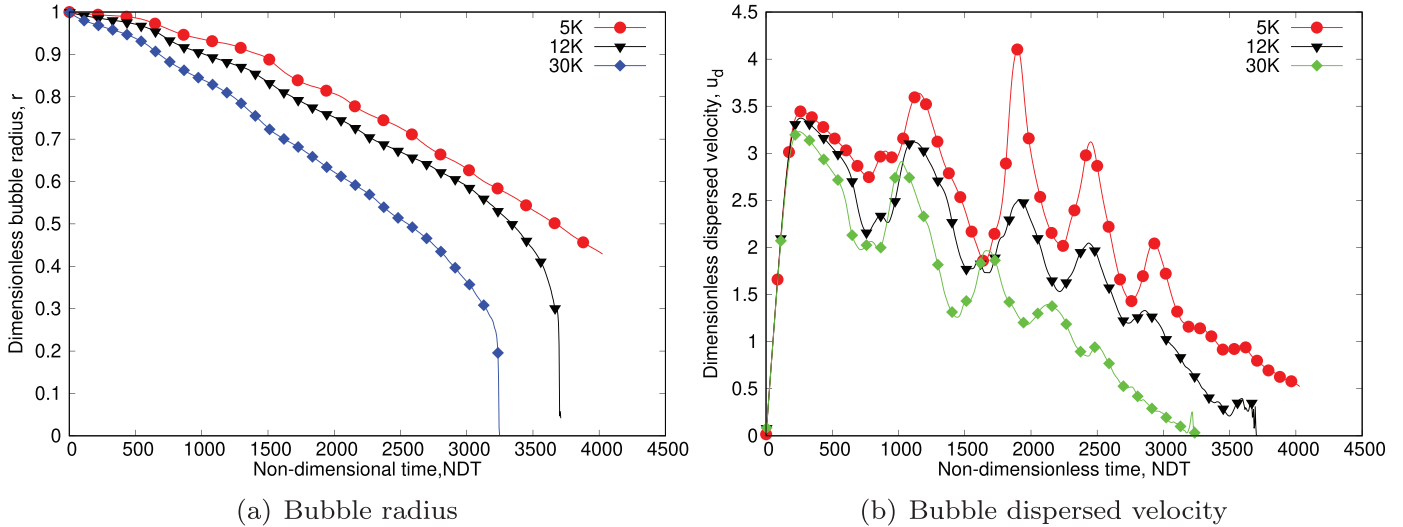 Dimensionless bubble radius, r
1
0.9
0.8
0.7
0.6
0.5
0.4
0.3
0.2
0.1
0
0 500 1000 1500 2000 2500 3000 3500 4000 4500
Non-dimensional time,NDT
5K
12K
30K
(a) Bubble radius
Dimensionless dispersed velocity, u_d
4.5
4
3.5
3
2.5
2
1.5
1
0.5
0
0 500 1000 1500 2000 2500 3000 3500 4000 4500
Non-dimensionless time, NDT
5K
12K
30K
(b) Bubble dispersed velocity